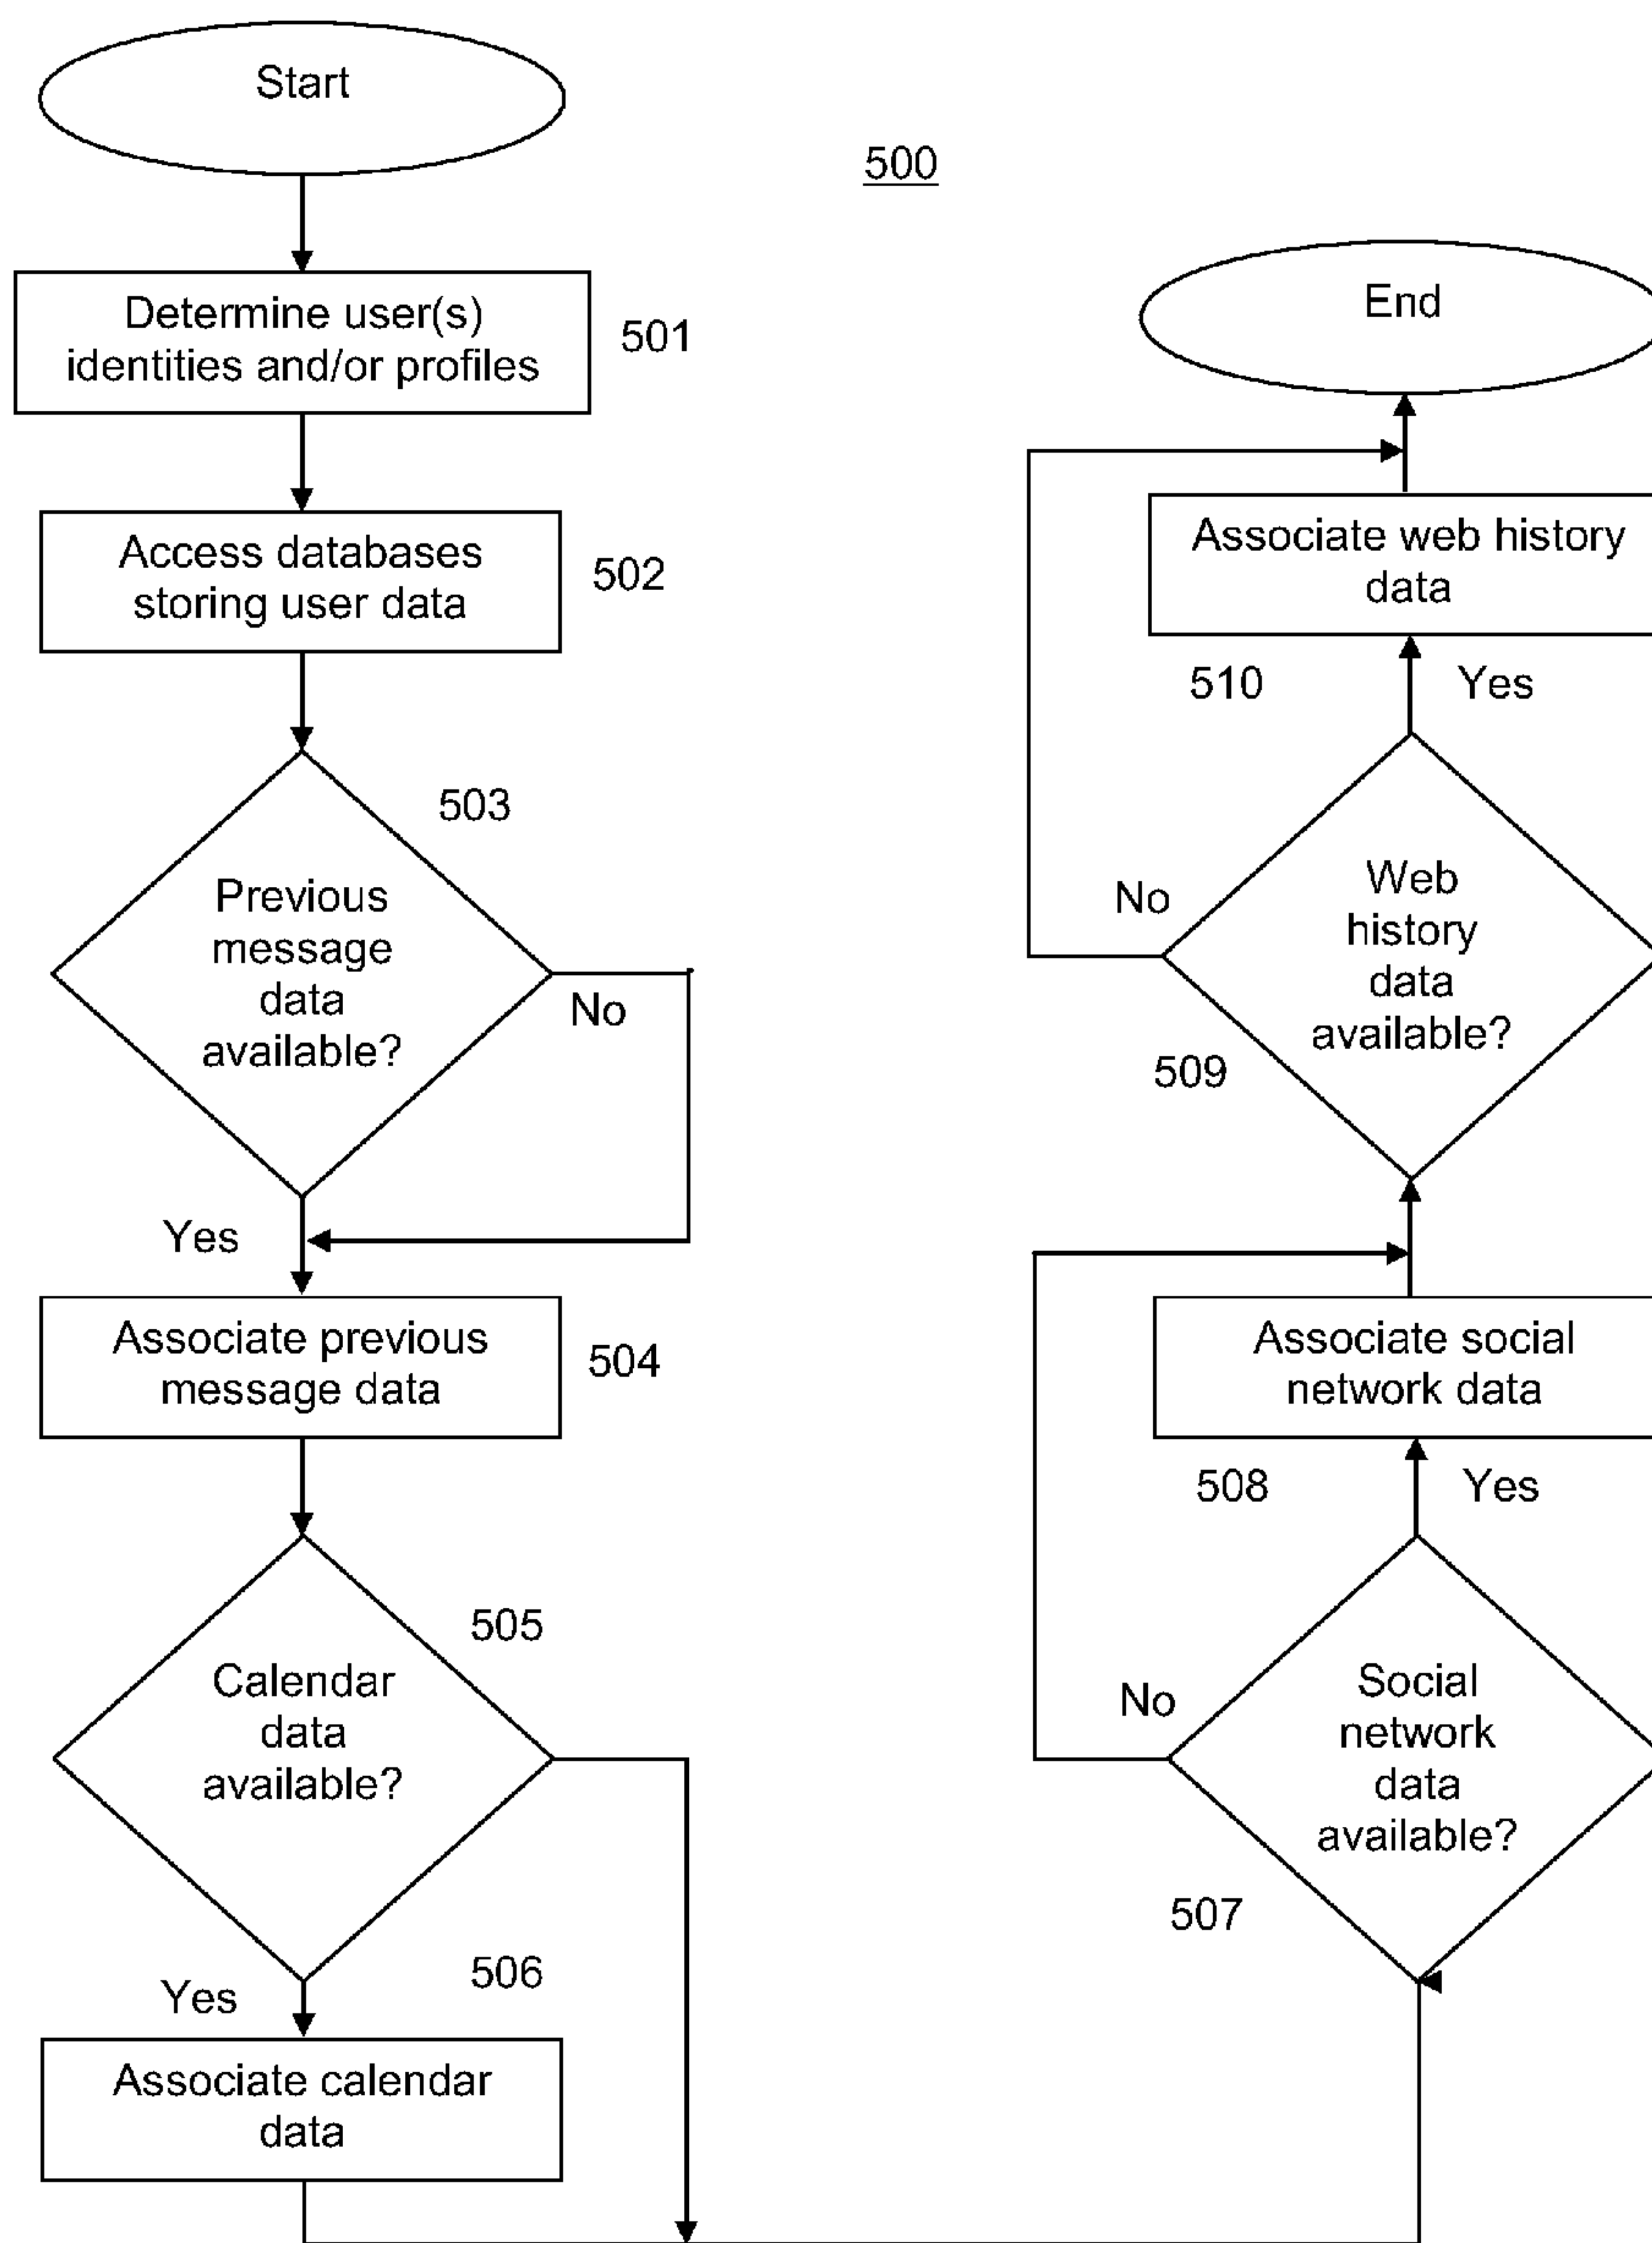 Start
500
Determine user(s)
identities and/or profiles
501
Access databases
storing user data
502
503
Previous
message
data
available?
No
Yes
Associate previous
message data
504
505
Calendar
data
available?
506
Yes
Associate calendar
data
End
Associate web history
data
510
Yes
No
Web
history
data
available?
509
Associate social
network data
508
Yes
No
Social
network
data
available?
507